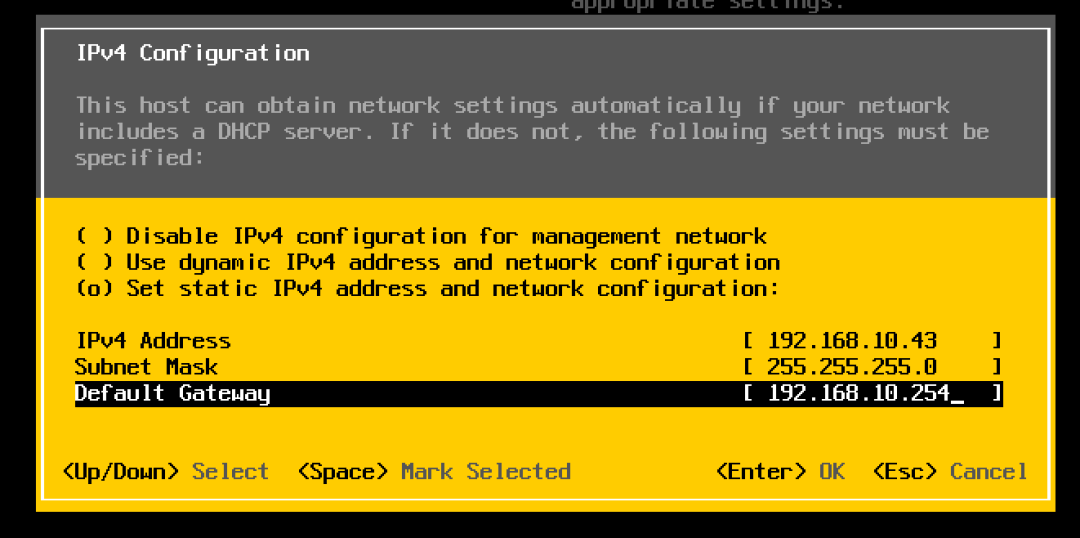 appropriate settings.
IPv4 Configuration
This host can obtain network settings automatically if your network
includes a DHCP server. If it does not, the following settings must be
specified:
( ) Disable IPv4 configuration for management network
( ) Use dynamic IPv4 address and network configuration
(o) Set static IPv4 address and network configuration:
IPv4 Address [ 192.168.10.43 ]
Subnet Mask [ 255.255.255.0 ]
Default Gateway [ 192.168.10.254_ ]
<Up/Down> Select <Space> Mark Selected <Enter> OK <Esc> Cancel